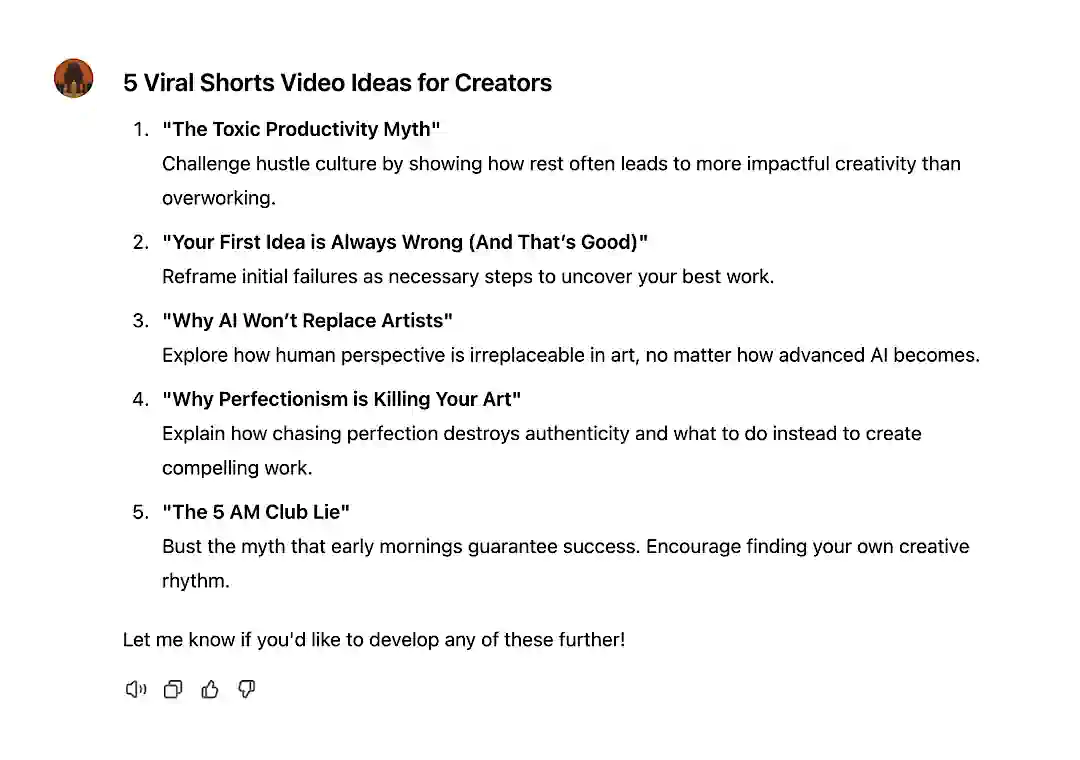 5 Viral Shorts Video Ideas for Creators
1. "The Toxic Productivity Myth"
Challenge hustle culture by showing how rest often leads to more impactful creativity than
overworking.
2. "Your First Idea is Always Wrong (And That’s Good)"
Reframe initial failures as necessary steps to uncover your best work.
3. "Why AI Won’t Replace Artists"
Explore how human perspective is irreplaceable in art, no matter how advanced AI becomes.
4. "Why Perfectionism is Killing Your Art"
Explain how chasing perfection destroys authenticity and what to do instead to create
compelling work.
5. "The 5 AM Club Lie"
Bust the myth that early mornings guarantee success. Encourage finding your own creative
rhythm.
Let me know if you'd like to develop any of these further!